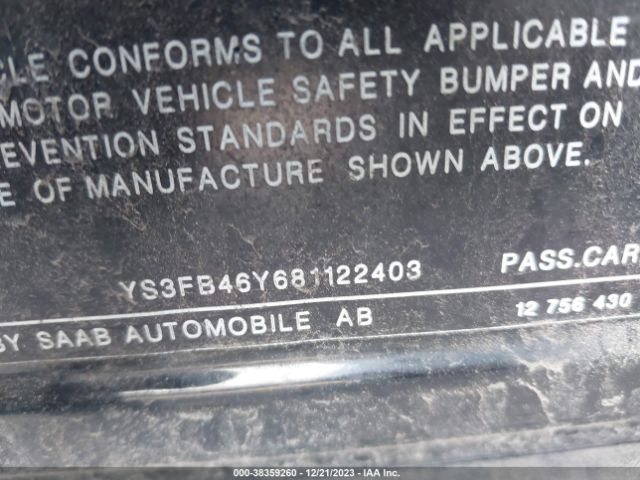 CLE CONFORMS TO ALL APPLICABLE
MOTOR VEHICLE SAFETY BUMPER AND
EVENTION STANDARDS IN EFFECT ON
E OF MANUFACTURE SHOWN ABOVE.
YS3FB46Y681122403 PASS.CAR
BY SAAB AUTOMOBILE AB 12 756 430
000-38359260 - 12/21/2023 - IAA Inc.